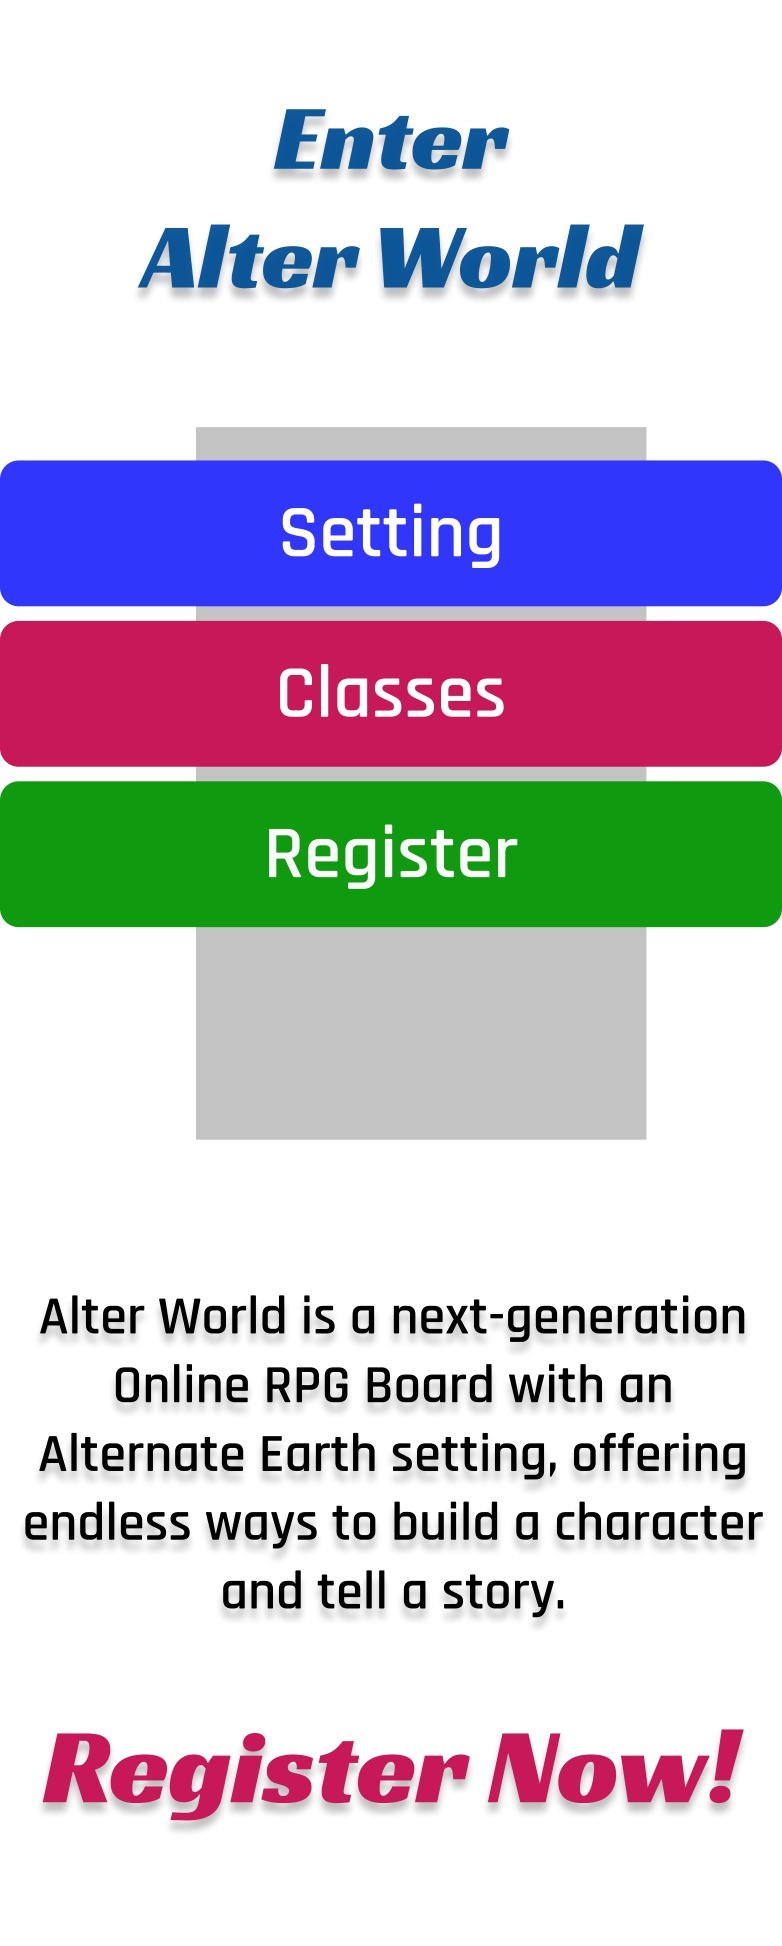 Enter
Alter World
Setting
Classes
Register
Alter World is a next-generation
Online RPG Board with an
Alternate Earth setting, offering
endless ways to build a character
and tell a story.
Register Now!